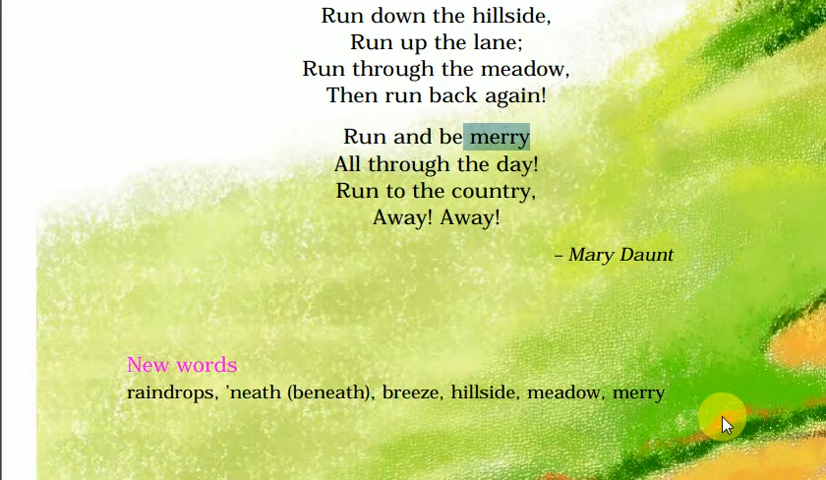 Run down the hillside,
Run up the lane;
Run through the meadow,
Then run back again!
Run and be merry
All through the day!
Run to the country,
Away! Away!
– Mary Daunt
New words
raindrops, ’neath (beneath), breeze, hillside, meadow, merry